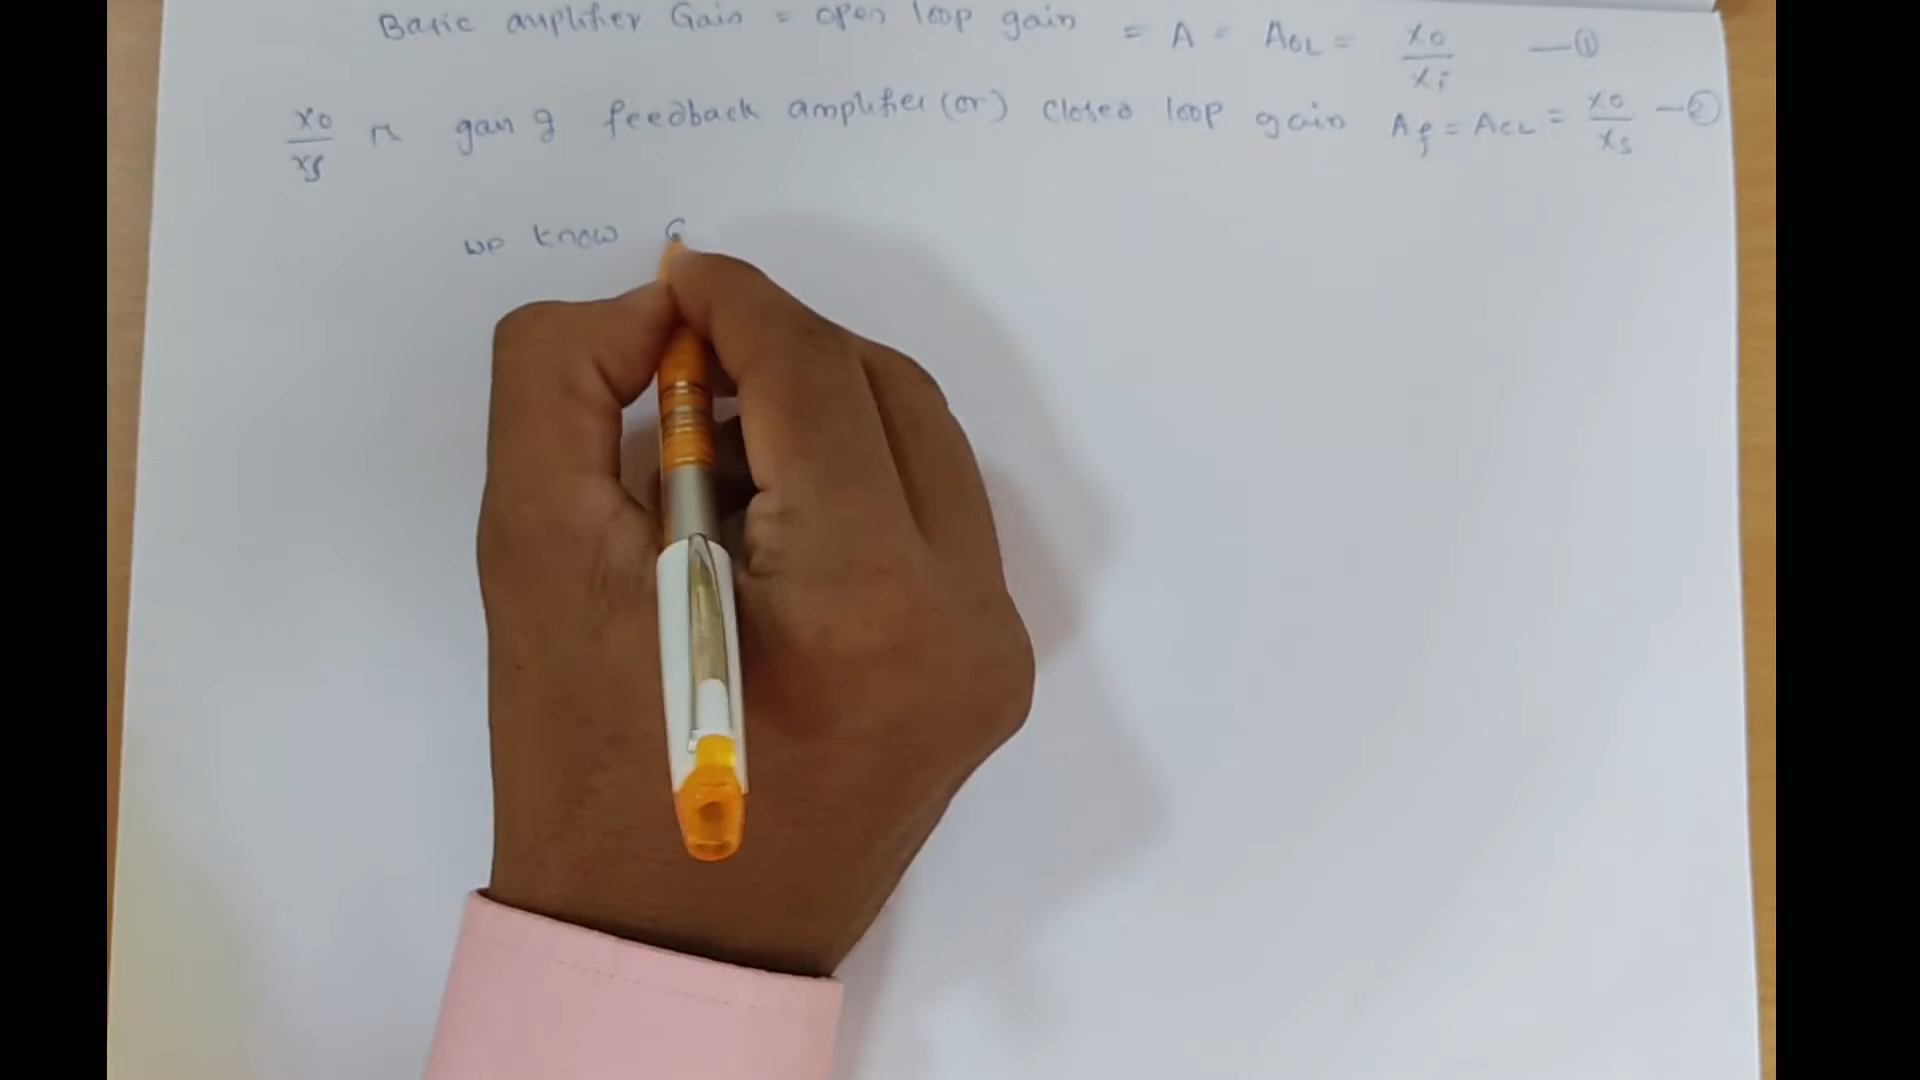 Basic amplifier Gain = open loop gain = A = AOL = xo/xi —①
xo/xs is gain of feedback amplifier (or) closed loop gain Af = ACL = xo/xs —②
we know G